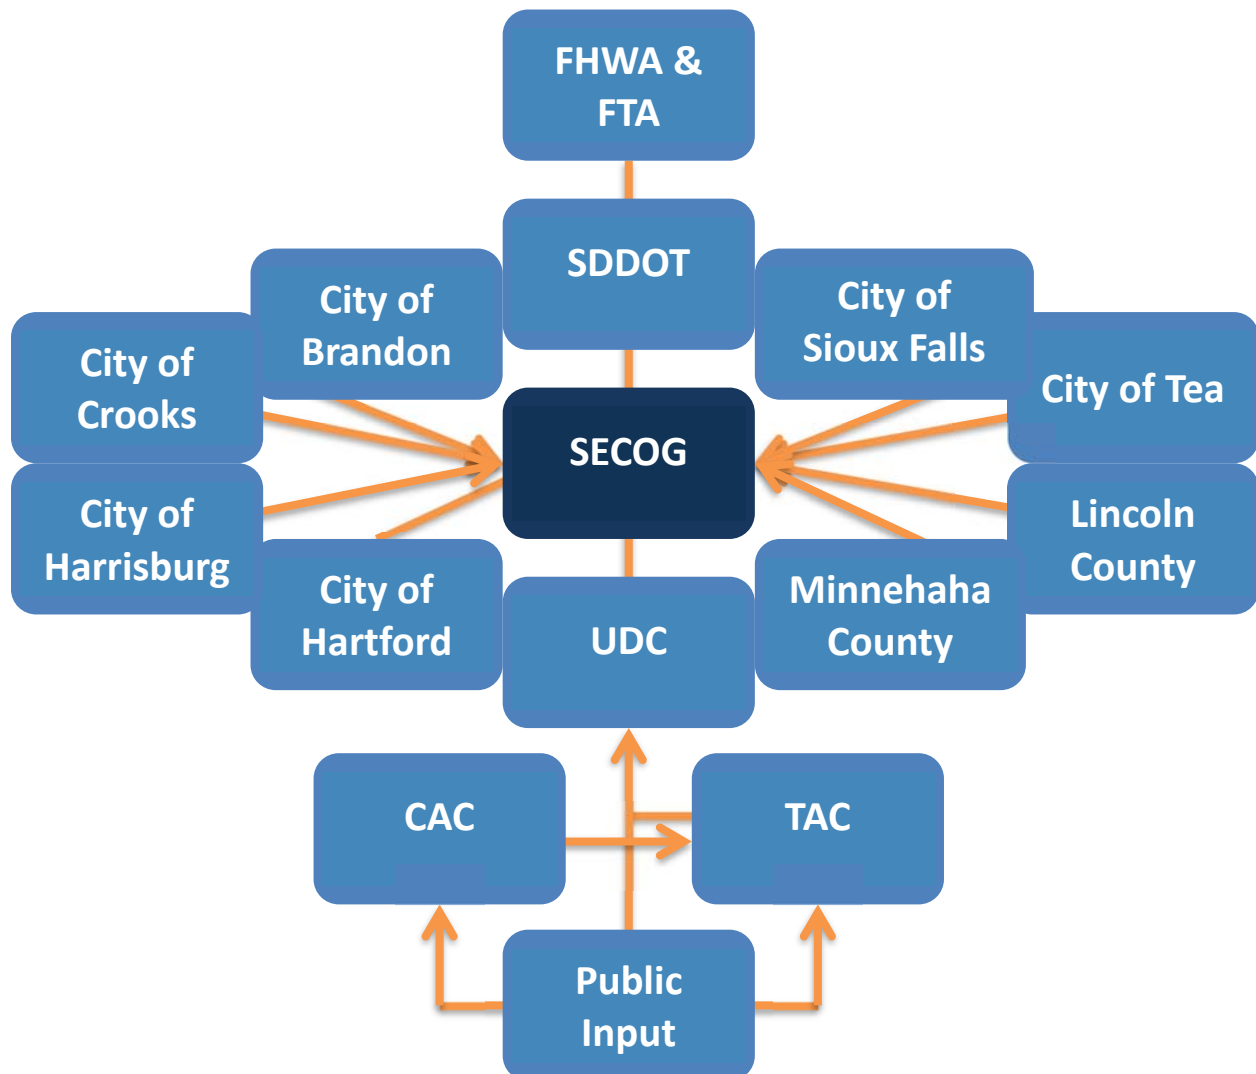 FHWA &
FTA
SDDOT
City of
Brandon
City of
Sioux Falls
City of
Crooks
City of Tea
SECOG
City of
Harrisburg
Lincoln
County
City of
Hartford
UDC
Minnehaha
County
CAC
TAC
Public
Input